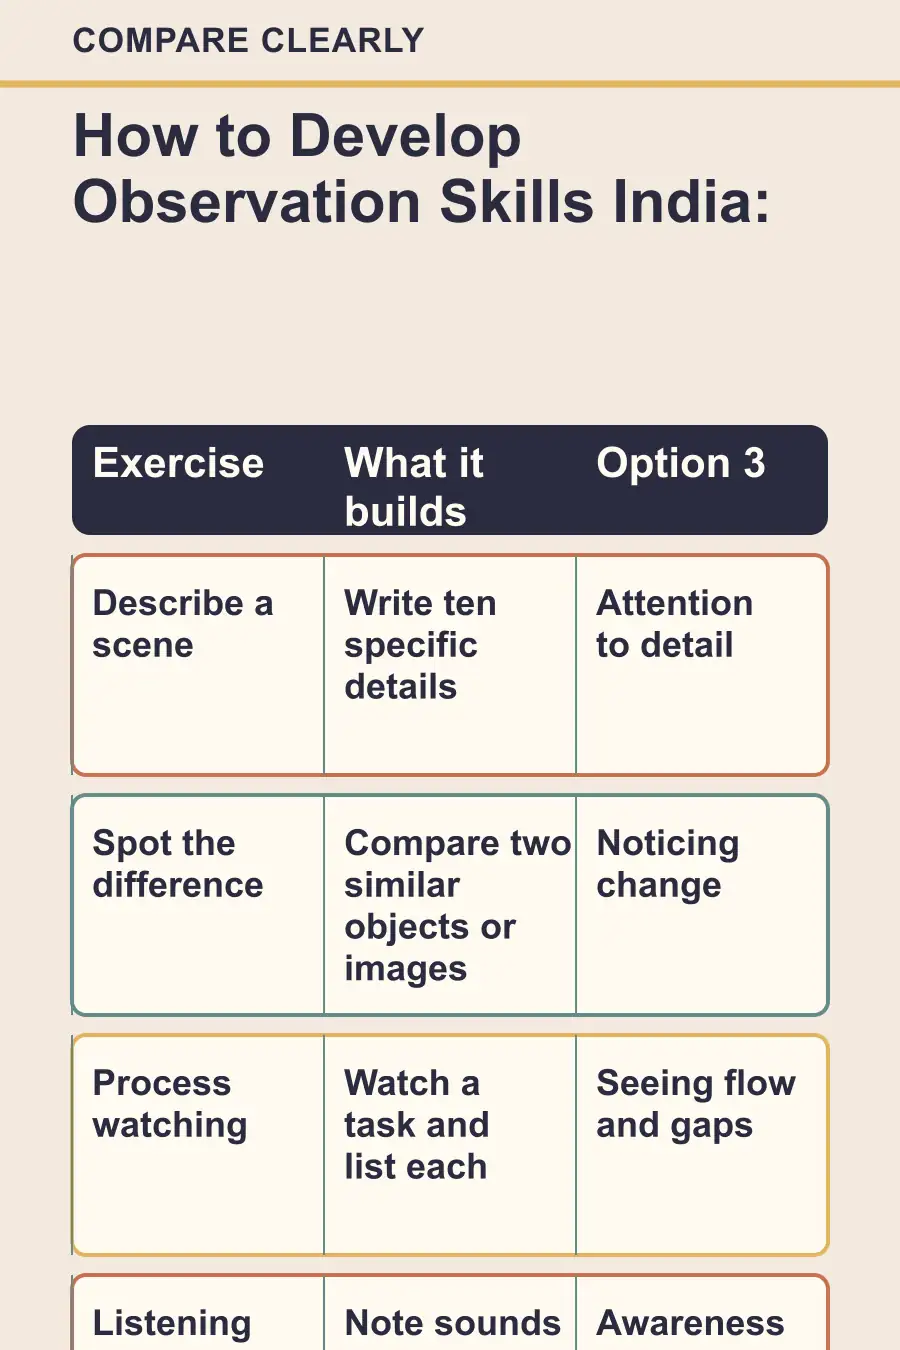 COMPARE CLEARLY
How to Develop
Observation Skills India:
Exercise
What it
builds
Option 3
Describe a
scene
Write ten
specific
details
Attention
to detail
Spot the
difference
Compare two
similar
objects or
images
Noticing
change
Process
watching
Watch a
task and
list each
Seeing flow
and gaps
Listening
Note sounds
Awareness